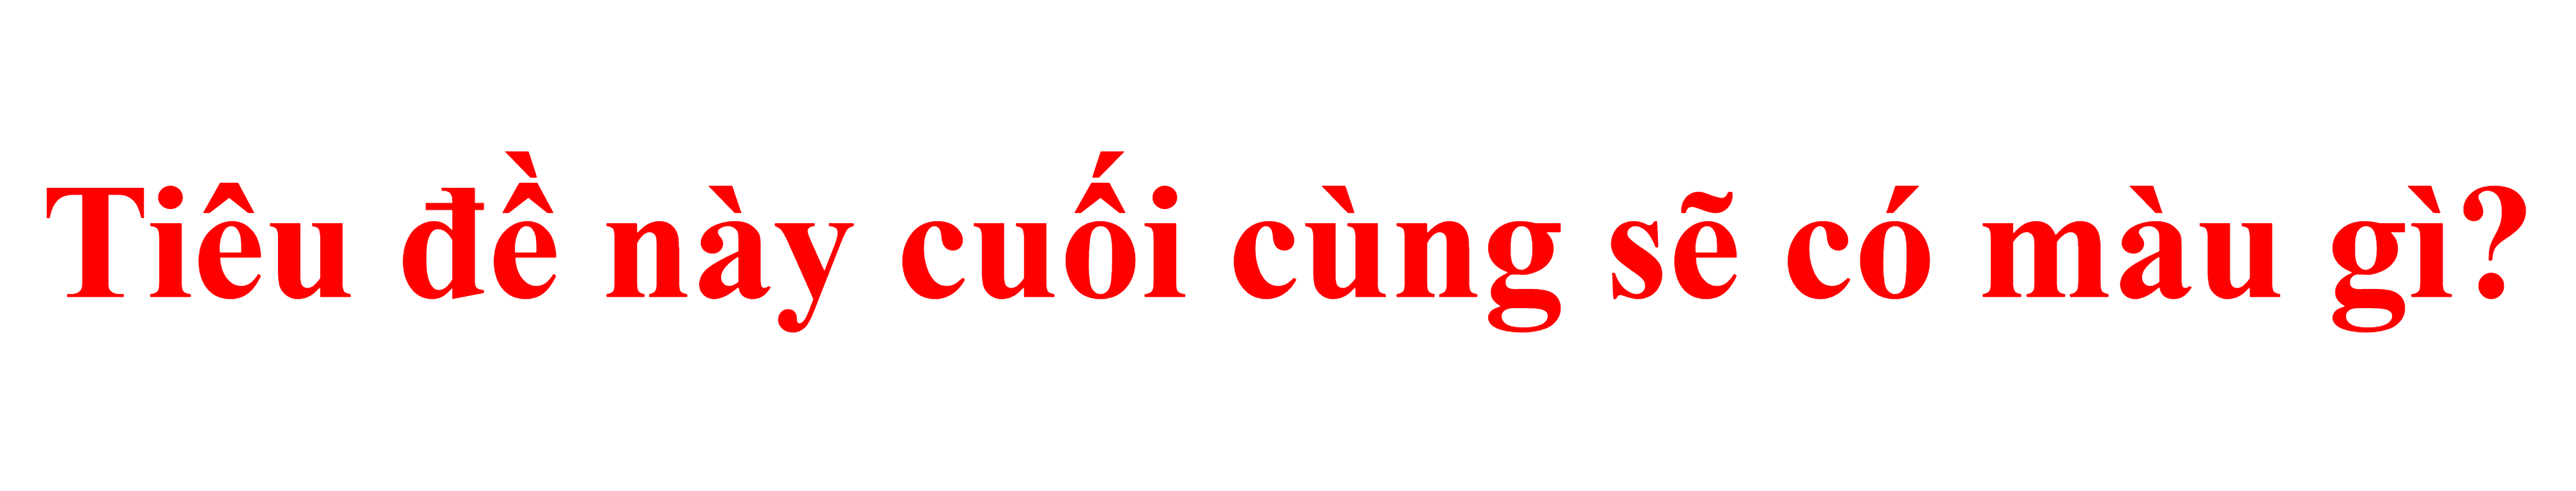 Tiêu đề này cuối cùng sẽ có màu gì?